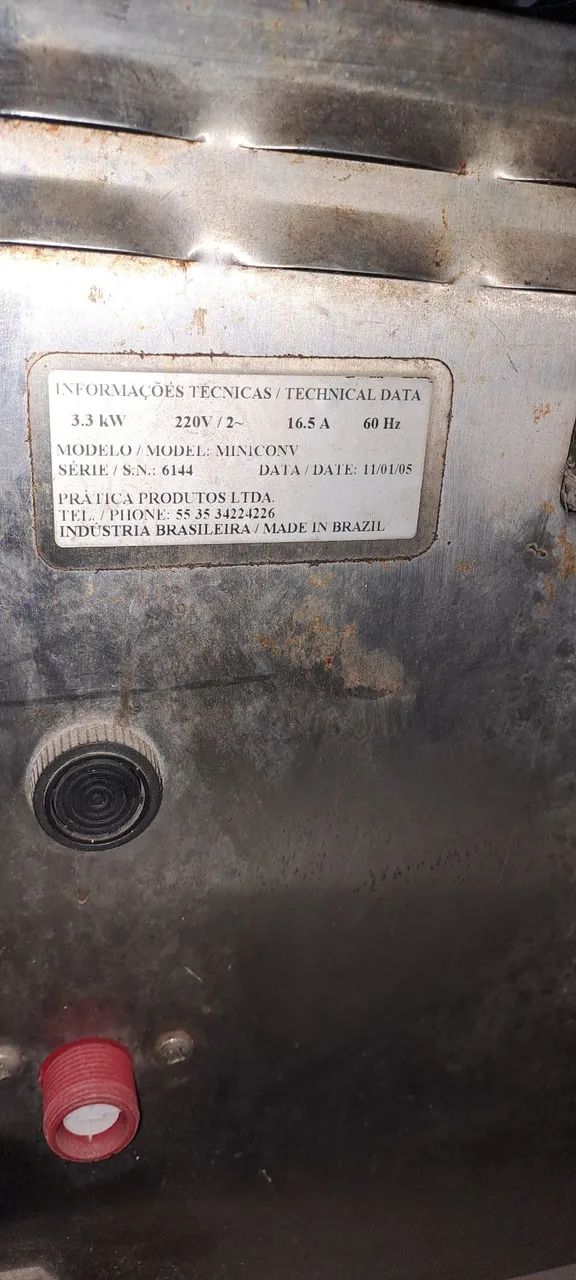 INFORMAÇÕES TÉCNICAS / TECHNICAL DATA
3.3 kW 220V / 2~ 16.5 A 60 Hz
MODELO / MODEL: MINICONV
SÉRIE / S.N.: 6144 DATA / DATE: 11/01/05
PRÁTICA PRODUTOS LTDA.
TEL. / PHONE: 55 35 34224226
INDÚSTRIA BRASILEIRA / MADE IN BRAZIL